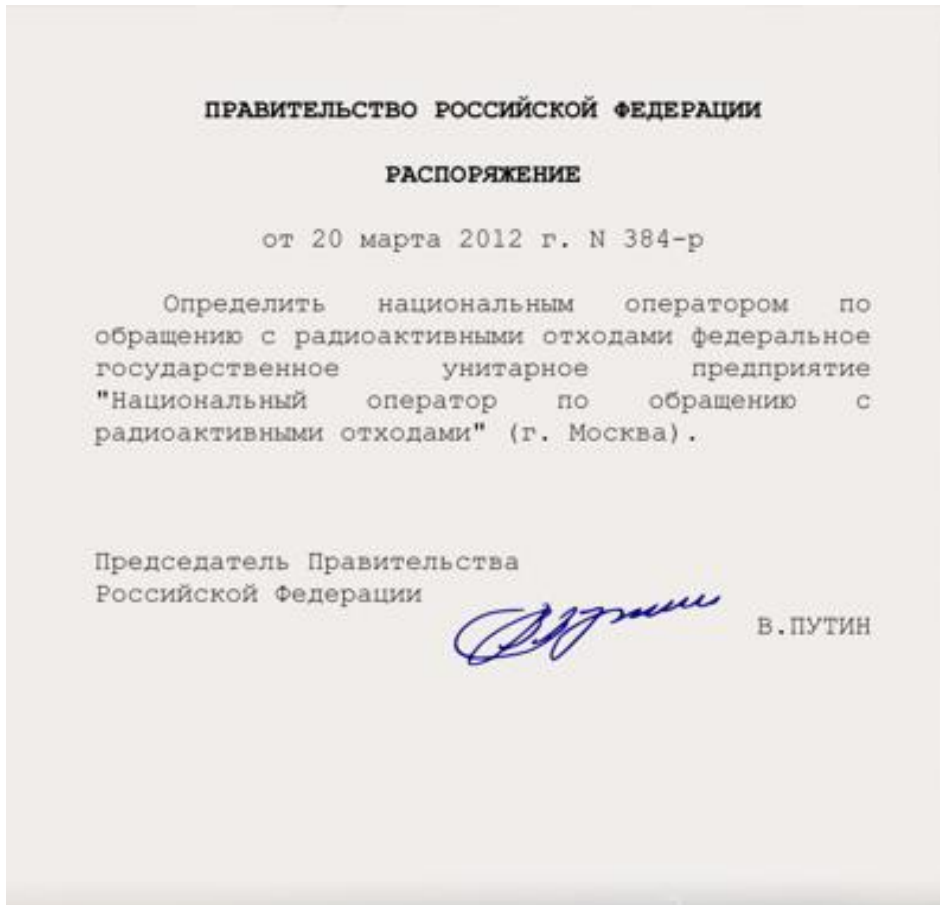 ПРАВИТЕЛЬСТВО РОССИЙСКОЙ ФЕДЕРАЦИИ
РАСПОРЯЖЕНИЕ
от 20 марта 2012 г. N 384-р
Определить национальным оператором по
обращению с радиоактивными отходами федеральное
государственное унитарное предприятие
"Национальный оператор по обращению с
радиоактивными отходами" (г. Москва).
Председатель Правительства
Российской Федерации
В.ПУТИН